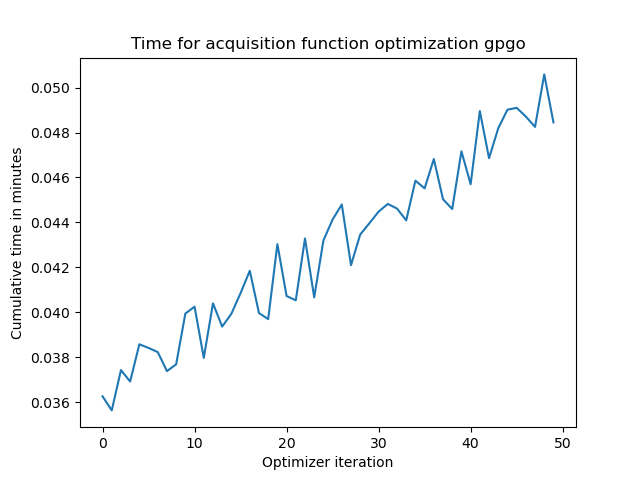 Time for acquisition function optimization gpgo
0.050
0.048
0.046
0.044
0.042
0.040
0.038
0.036
Cumulative time in minutes
0 10 20 30 40 50
Optimizer iteration